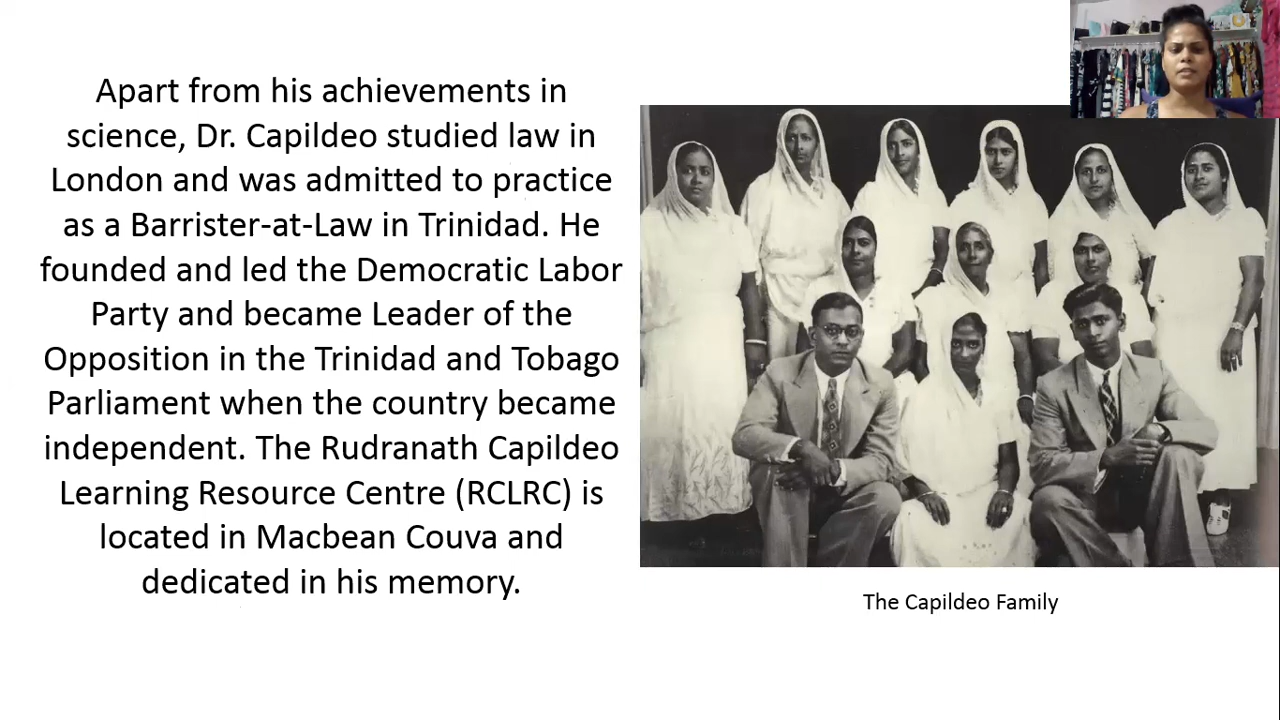 Apart from his achievements in
science, Dr. Capildeo studied law in
London and was admitted to practice
as a Barrister-at-Law in Trinidad. He
founded and led the Democratic Labor
Party and became Leader of the
Opposition in the Trinidad and Tobago
Parliament when the country became
independent. The Rudranath Capildeo
Learning Resource Centre (RCLRC) is
located in Macbean Couva and
dedicated in his memory.
The Capildeo Family